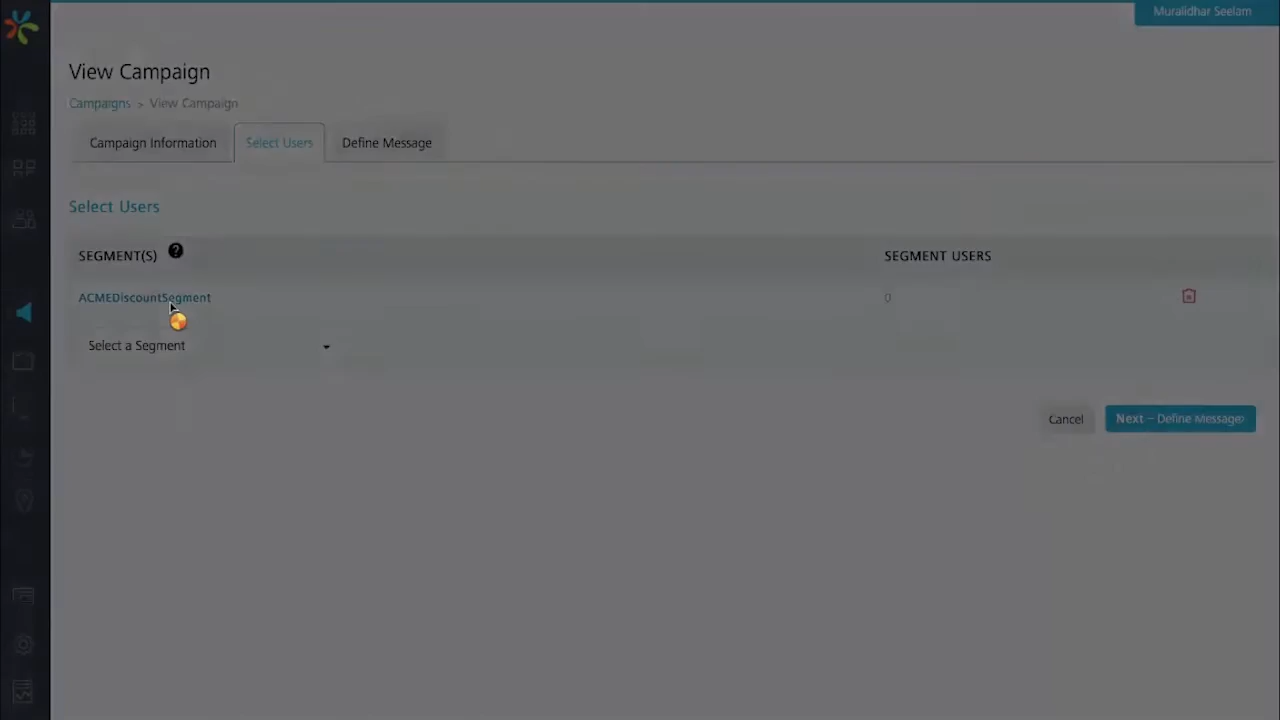 Muralidhar Seelam
View Campaign
Campaigns > View Campaign
Campaign Information
Select Users
Define Message
Select Users
SEGMENT(S) ?
SEGMENT USERS
ACMEDiscountSegment
0
Select a Segment
Cancel
Next – Define Message